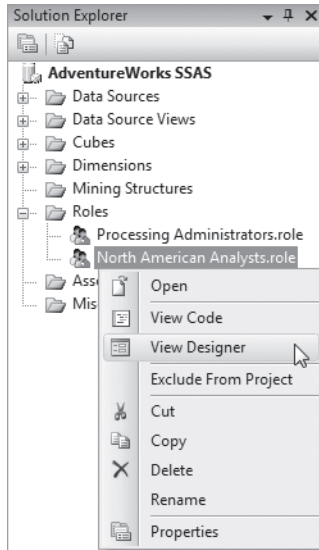 Solution Explorer
AdventureWorks SSAS
Data Sources
Data Source Views
Cubes
Dimensions
Mining Structures
Roles
Processing Administrators.role
North American Analysts.role
Open
View Code
View Designer
Exclude From Project
Cut
Copy
Delete
Rename
Properties